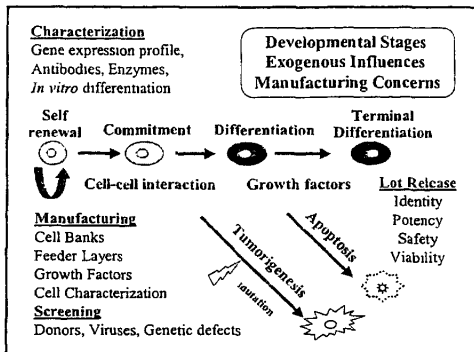 Characterization
Gene expression profile,
Antibodies, Enzymes,
In vitro differentiation
Developmental Stages
Exogenous Influences
Manufacturing Concerns
Self
renewal
Commitment
Differentiation
Terminal
Differentiation
Cell-cell interaction
Growth factors
Lot Release
Identity
Potency
Safety
Viability
Manufacturing
Cell Banks
Feeder Layers
Growth Factors
Cell Characterization
Screening
Donors, Viruses, Genetic defects
Tumorigenesis
Apoptosis
mutation